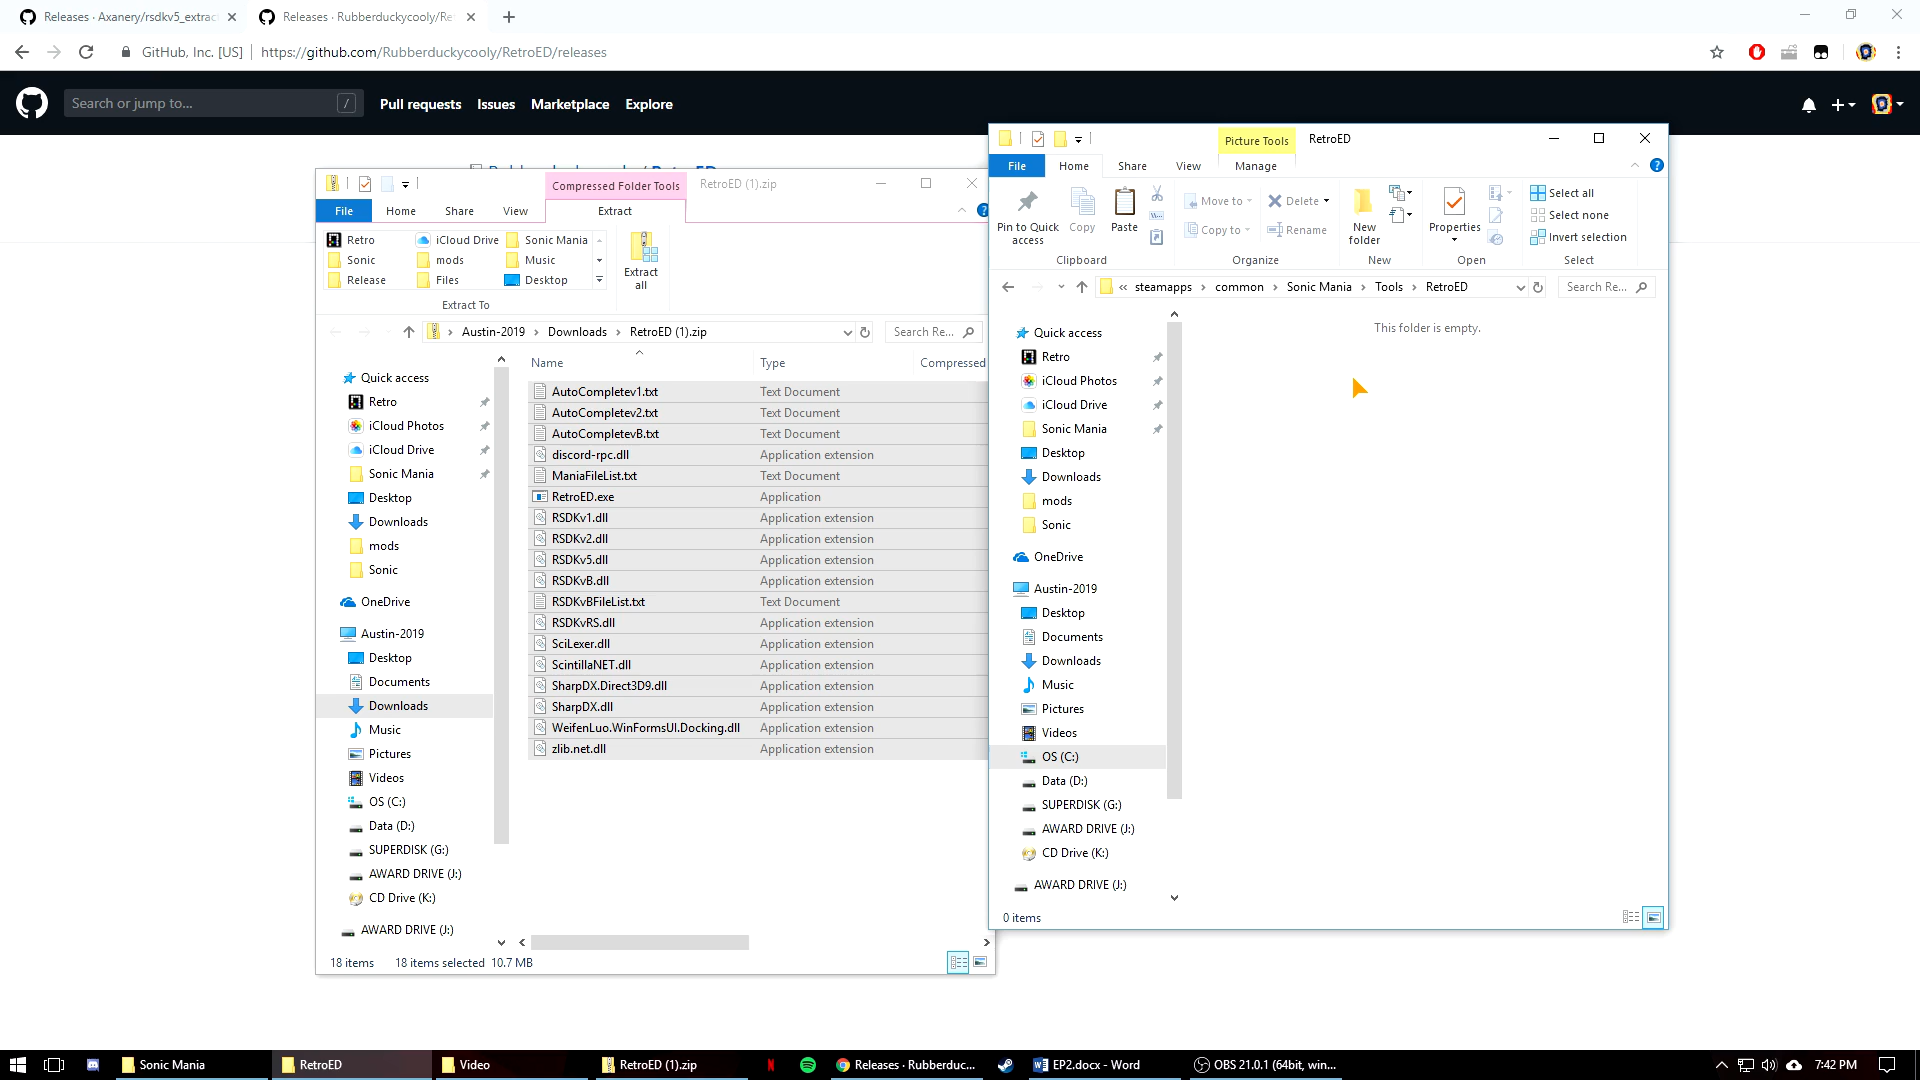 Releases · Axanery/rsdkv5_extrac
Releases · Rubberduckycooly/Ret
GitHub, Inc. [US]
https://github.com/Rubberduckycooly/RetroED/releases
Search or jump to...
/
Pull requests
Issues
Marketplace
Explore
Compressed Folder Tools
RetroED (1).zip
File
Home
Share
View
Extract
Retro
iCloud Drive
Sonic Mania
Sonic
mods
Music
Release
Files
Desktop
Extract all
Extract To
Austin-2019 › Downloads › RetroED (1).zip
Search Re...
Quick access
Retro
iCloud Photos
iCloud Drive
Sonic Mania
Desktop
Downloads
mods
Sonic
OneDrive
Austin-2019
Desktop
Documents
Downloads
Music
Pictures
Videos
OS (C:)
Data (D:)
SUPERDISK (G:)
AWARD DRIVE (J:)
CD Drive (K:)
AWARD DRIVE (J:)
Name Type Compressed
AutoCompletev1.txt Text Document
AutoCompletev2.txt Text Document
AutoCompletevB.txt Text Document
discord-rpc.dll Application extension
ManiaFileList.txt Text Document
RetroED.exe Application
RSDKv1.dll Application extension
RSDKv2.dll Application extension
RSDKv5.dll Application extension
RSDKvB.dll Application extension
RSDKvBFileList.txt Text Document
RSDKvRS.dll Application extension
SciLexer.dll Application extension
ScintillaNET.dll Application extension
SharpDX.Direct3D9.dll Application extension
SharpDX.dll Application extension
WeifenLuo.WinFormsUI.Docking.dll Application extension
zlib.net.dll Application extension
18 items 18 items selected 10.7 MB
Picture Tools
RetroED
File
Home
Share
View
Manage
Pin to Quick access
Copy
Paste
Clipboard
Move to
Copy to
Delete
Rename
Organize
New folder
New
Properties
Open
Select all
Select none
Invert selection
Select
« steamapps › common › Sonic Mania › Tools › RetroED
Search Re...
This folder is empty.
Quick access
Retro
iCloud Photos
iCloud Drive
Sonic Mania
Desktop
Downloads
mods
Sonic
OneDrive
Austin-2019
Desktop
Documents
Downloads
Music
Pictures
Videos
OS (C:)
Data (D:)
SUPERDISK (G:)
AWARD DRIVE (J:)
CD Drive (K:)
AWARD DRIVE (J:)
0 items
Sonic Mania
RetroED
Video
RetroED (1).zip
Releases · Rubberduc...
EP2.docx - Word
OBS 21.0.1 (64bit, win...
7:42 PM